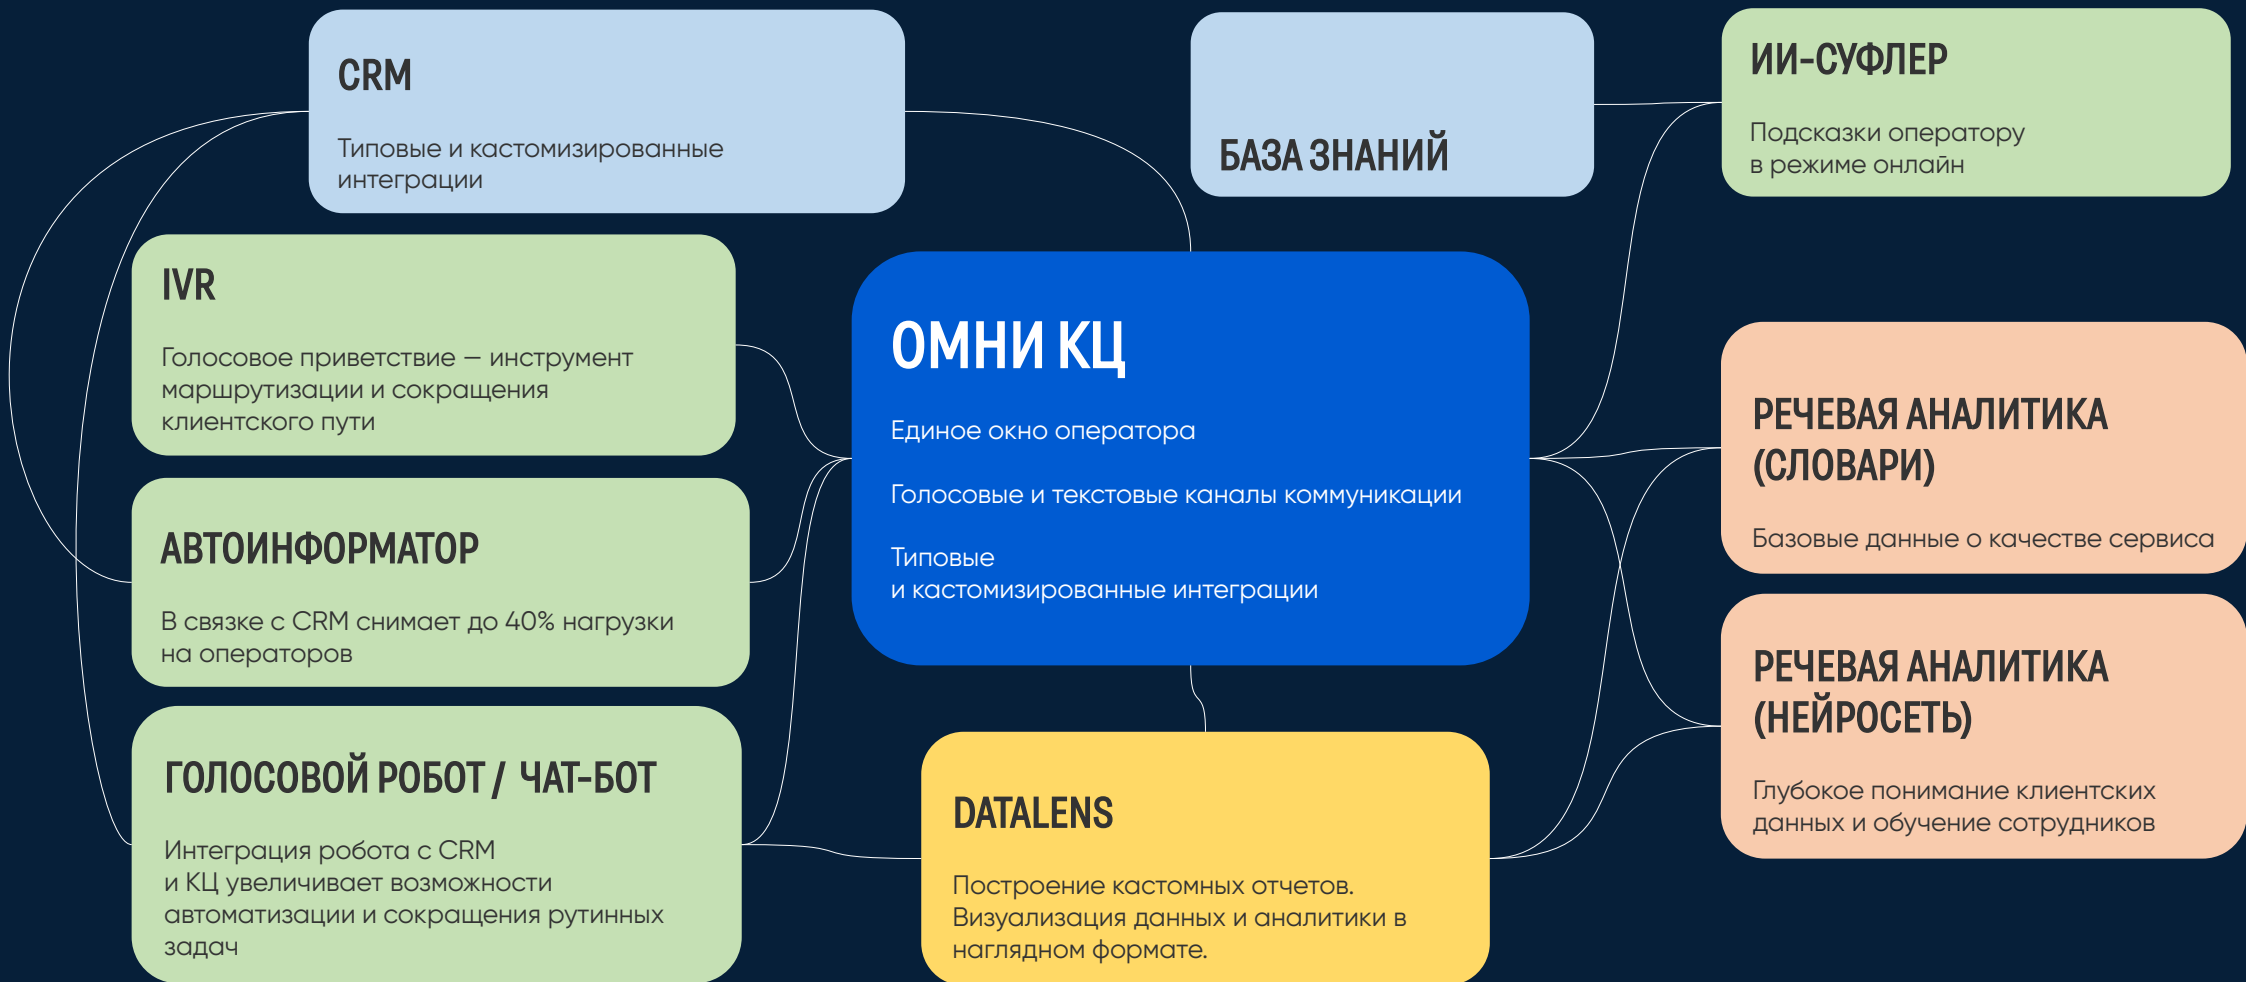 CRM
Типовые и кастомизированные
интеграции
БАЗА ЗНАНИЙ
ИИ-СУФЛЕР
Подсказки оператору
в режиме онлайн
IVR
Голосовое приветствие — инструмент
маршрутизации и сокращения
клиентского пути
АВТОИНФОРМАТОР
В связке с CRM снимает до 40% нагрузки
на операторов
ГОЛОСОВОЙ РОБОТ / ЧАТ-БОТ
Интеграция робота с CRM
и КЦ увеличивает возможности
автоматизации и сокращения рутинных
задач
ОМНИ КЦ
Единое окно оператора
Голосовые и текстовые каналы коммуникации
Типовые
и кастомизированные интеграции
DATALENS
Построение кастомных отчетов.
Визуализация данных и аналитики в
наглядном формате.
РЕЧЕВАЯ АНАЛИТИКА
(СЛОВАРИ)
Базовые данные о качестве сервиса
РЕЧЕВАЯ АНАЛИТИКА
(НЕЙРОСЕТЬ)
Глубокое понимание клиентских
данных и обучение сотрудников